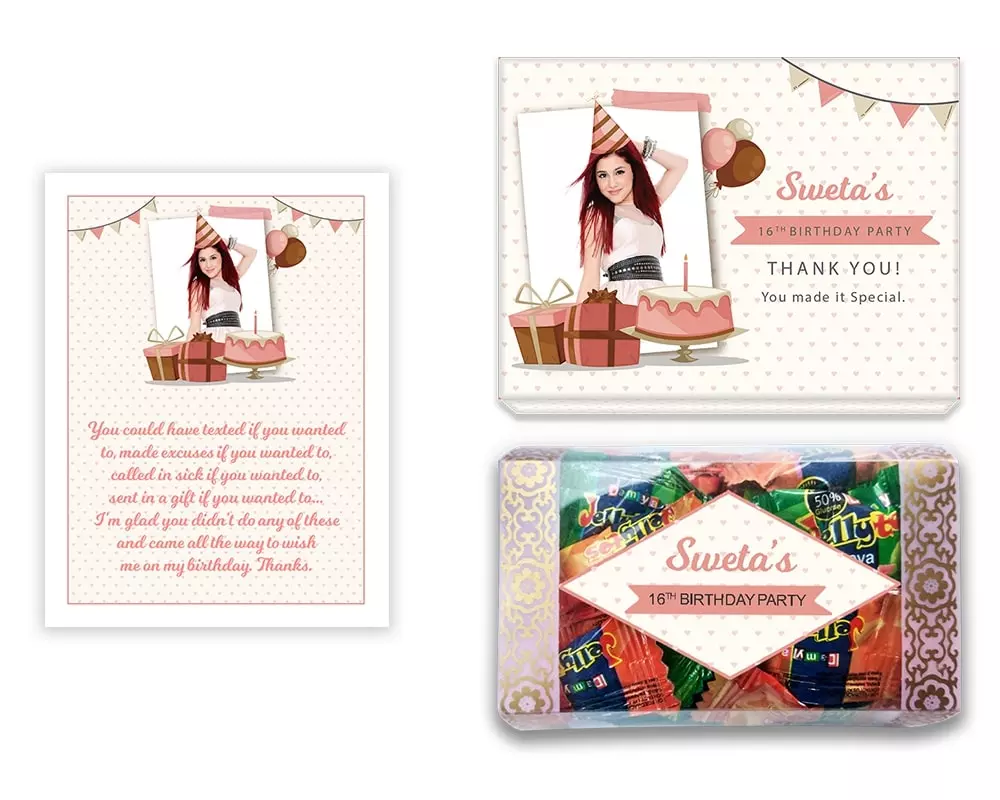 You could have texted if you wanted
to, made excuses if you wanted to,
called in sick if you wanted to,
sent in a gift if you wanted to...
I'm glad you didn't do any of these
and came all the way to wish
me on my birthday. Thanks.
Sweta's
16TH BIRTHDAY PARTY
THANK YOU!
You made it Special.
50%
Jellyto
Sweta's
16TH BIRTHDAY PARTY